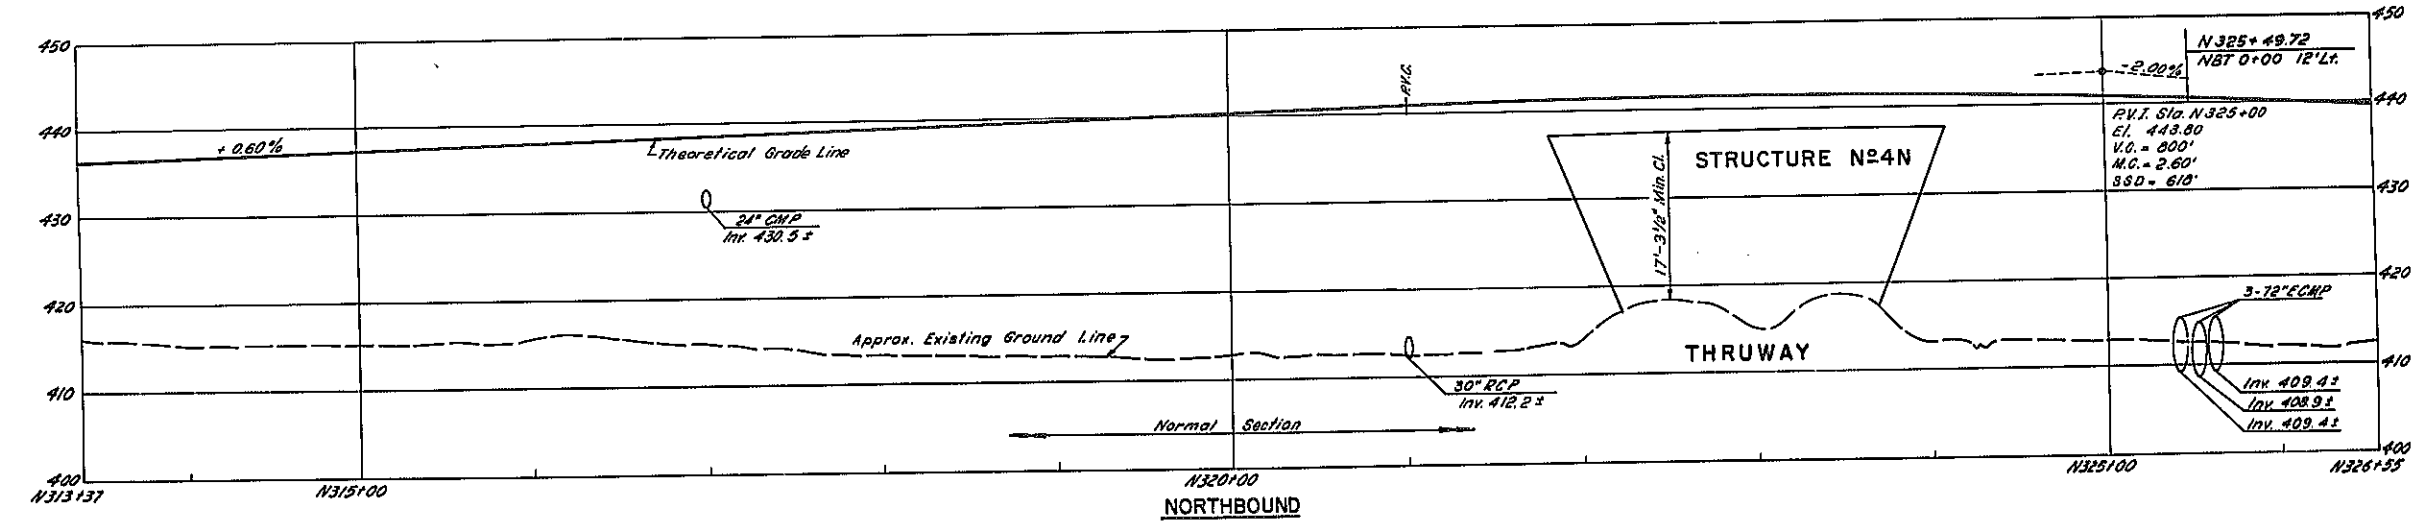 450
440
430
420
410
400
+ 0.60%
Theoretical Grade Line
24" CMP
Inv. 430.5 ±
Approx. Existing Ground Line
P.V.C.
30" RCP
Inv. 412.2 ±
Normal Section
17'-3½" Min. Cl.
STRUCTURE Nº4N
THRUWAY
-2.00%
N 325+49.72
NBT 0+00 12'Lt.
P.V.I. Sta. N325+00
El. 443.80
V.C. = 800'
M.C. = 2.60'
SSD = 618'
3-72" ECMP
Inv. 409.4 ±
Inv. 408.9 ±
Inv. 409.4 ±
450
440
430
420
410
400
N313+37
N315+00
N320+00
N325+00
N326+55
NORTHBOUND